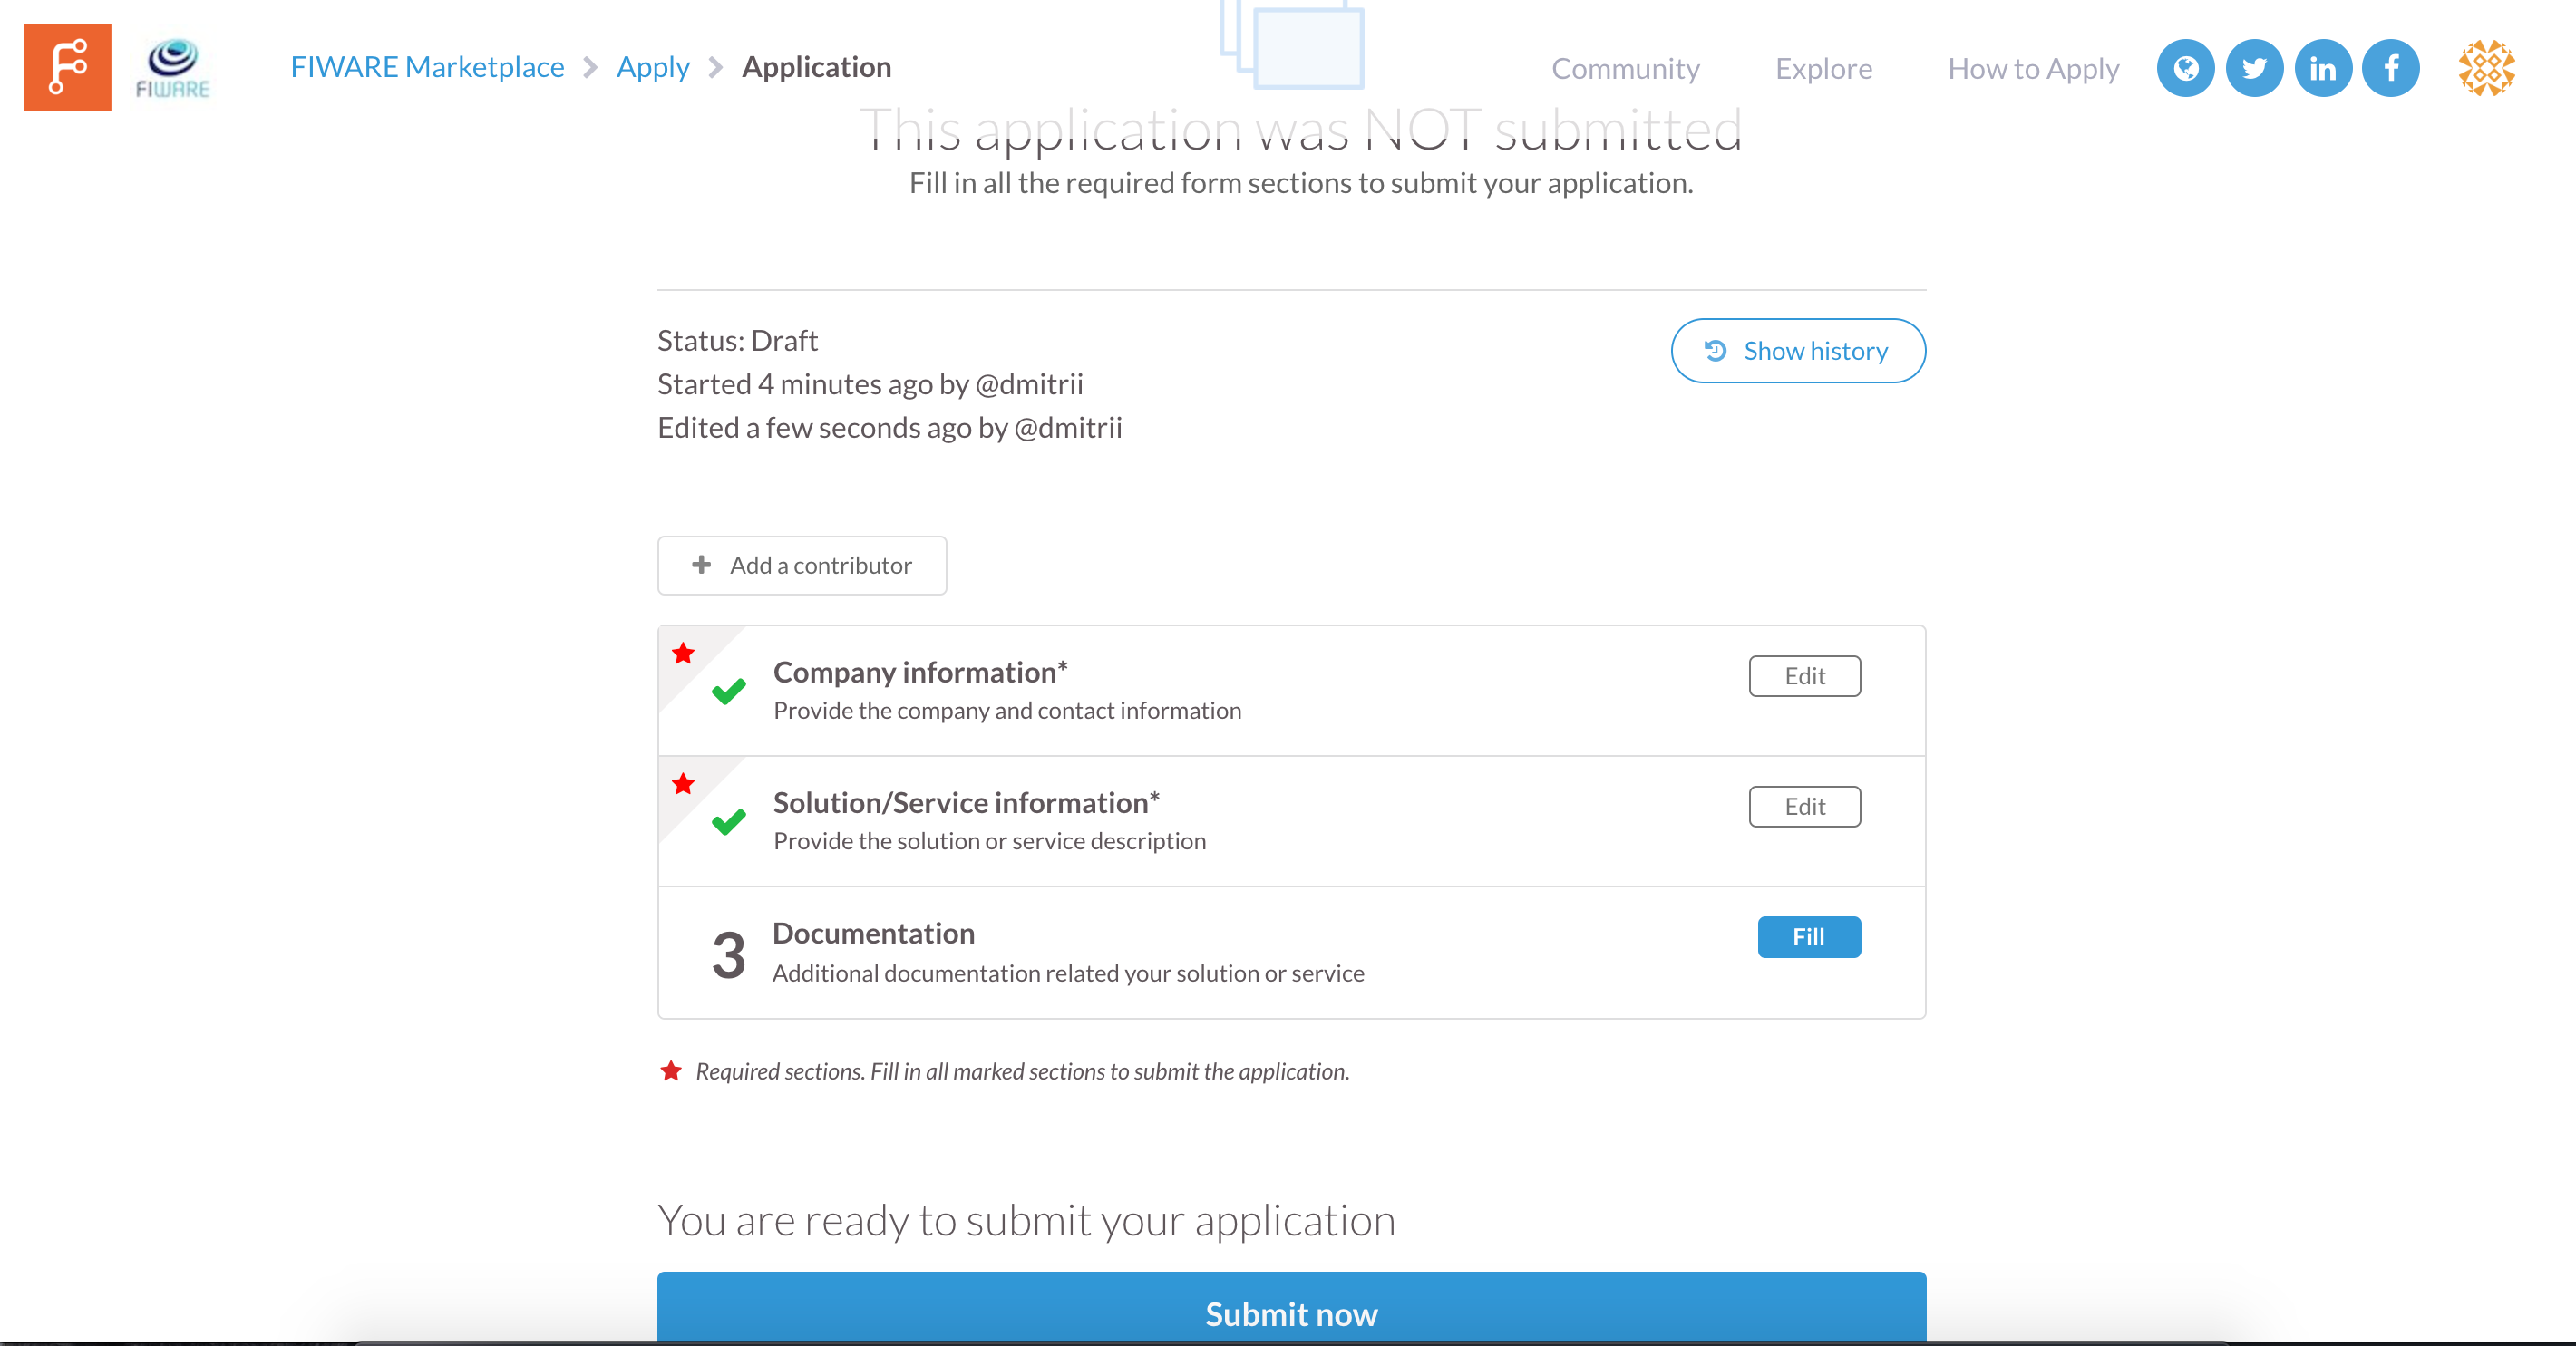 FIWARE
FIWARE Marketplace > Apply > Application
Community Explore How to Apply
This application was NOT submitted
Fill in all the required form sections to submit your application.
Status: Draft
Show history
Started 4 minutes ago by @dmitrii
Edited a few seconds ago by @dmitrii
+ Add a contributor
Company information*
Edit
Provide the company and contact information
Solution/Service information*
Edit
Provide the solution or service description
3 Documentation
Fill
Additional documentation related your solution or service
Required sections. Fill in all marked sections to submit the application.
You are ready to submit your application
Submit now